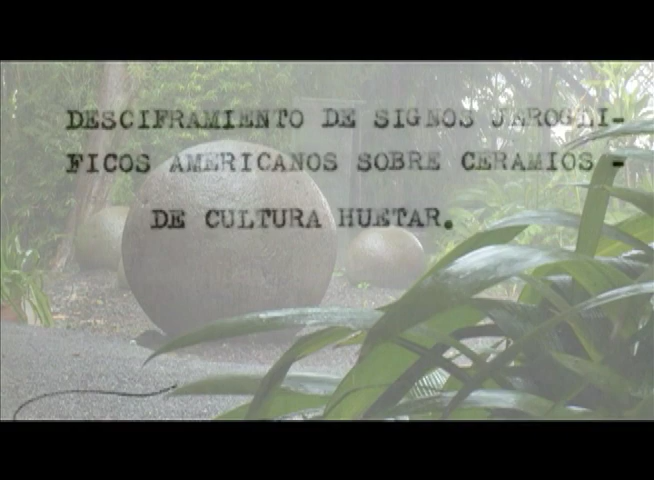 DESCIFRAMIENTO DE SIGNOS JEROGLI-
FICOS AMERICANOS SOBRE CERAMIOS -
DE CULTURA HUETAR.